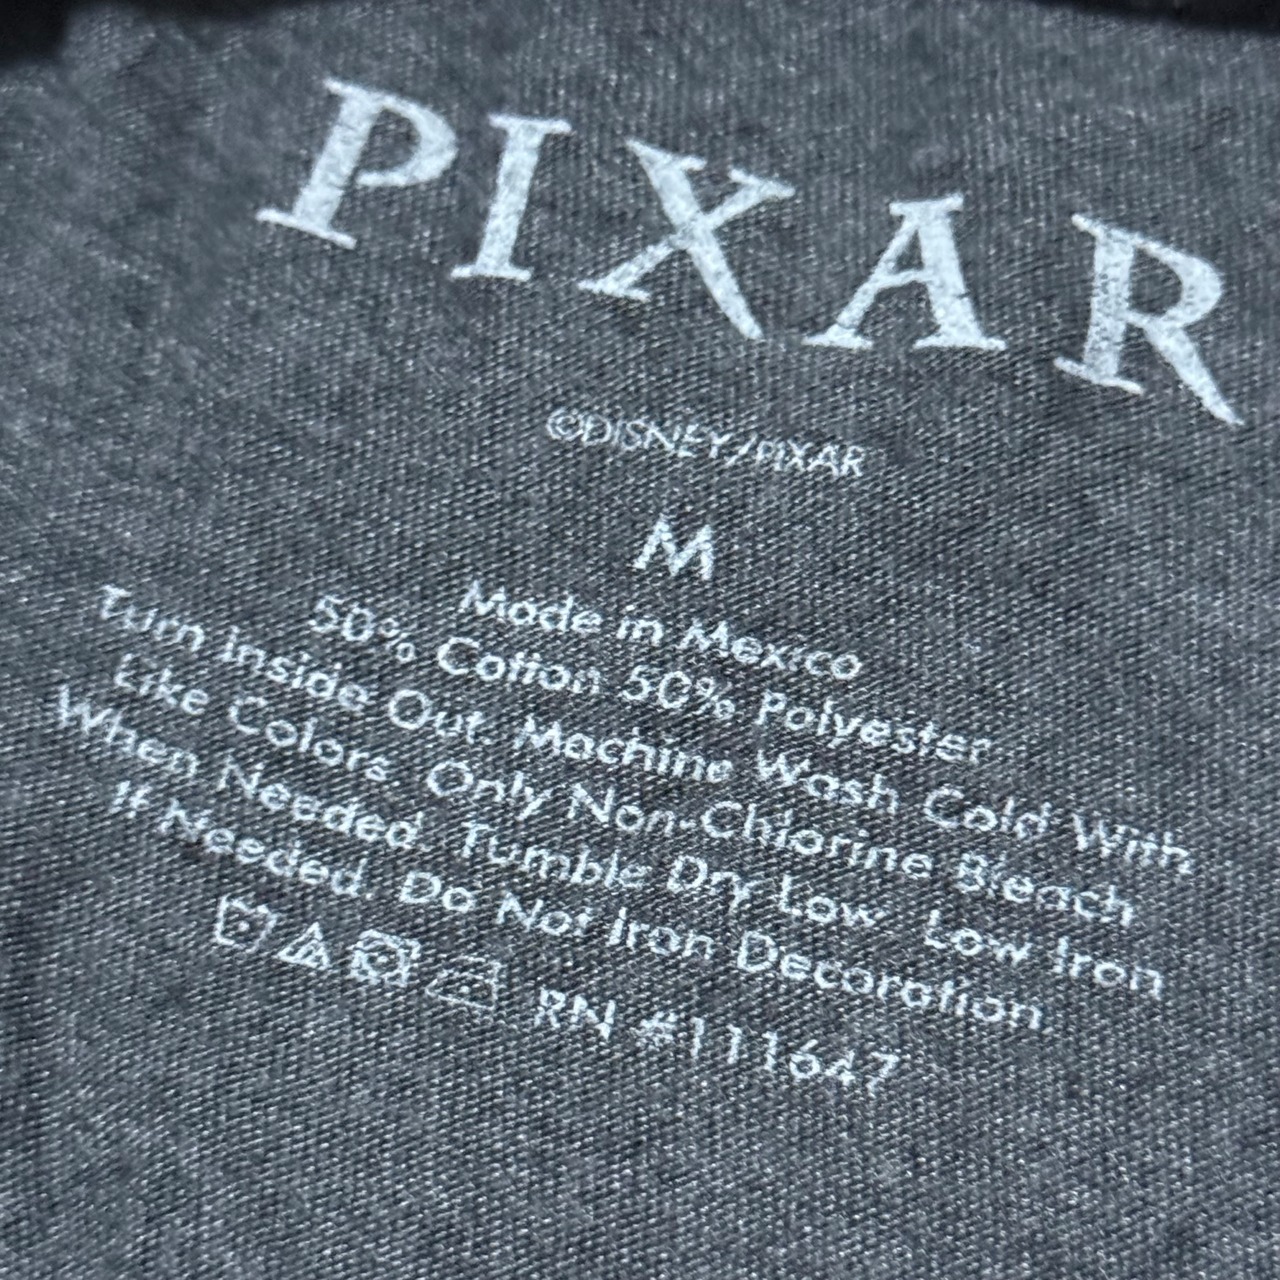 PIXAR
©DISNEY/PIXAR
M
Made in Mexico
50% Cotton 50% Polyester
Turn Inside Out. Machine Wash Cold With
Like Colors. Only Non-Chlorine Bleach
When Needed. Tumble Dry Low. Low Iron
If Needed. Do Not Iron Decoration.
RN #111647